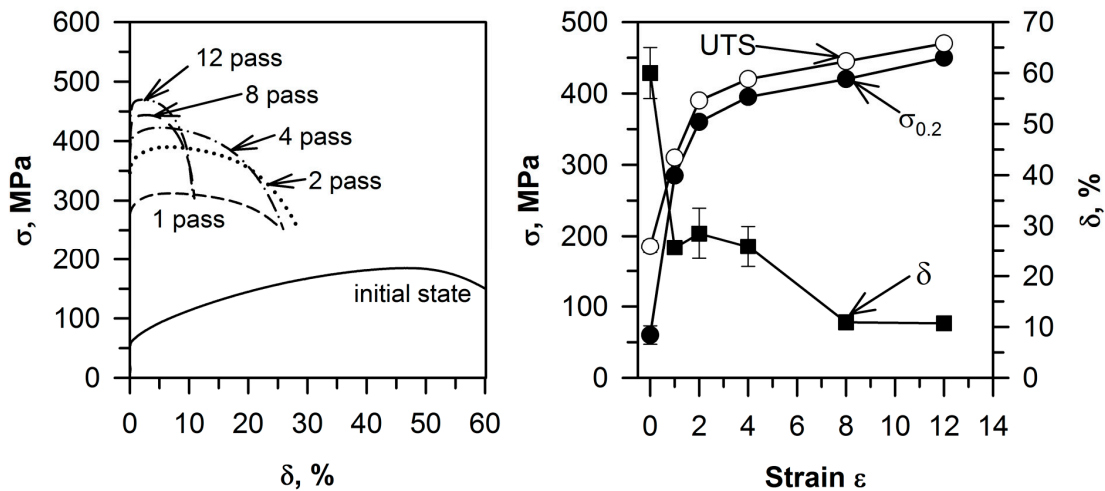 600
500
400
300
200
100
0
σ, MPa
12 pass
8 pass
4 pass
2 pass
1 pass
initial state
0 10 20 30 40 50 60
δ, %
500
400
300
200
100
0
σ, MPa
UTS
σ0.2
δ
70
60
50
40
30
20
10
0
δ, %
0 2 4 6 8 10 12 14
Strain ε